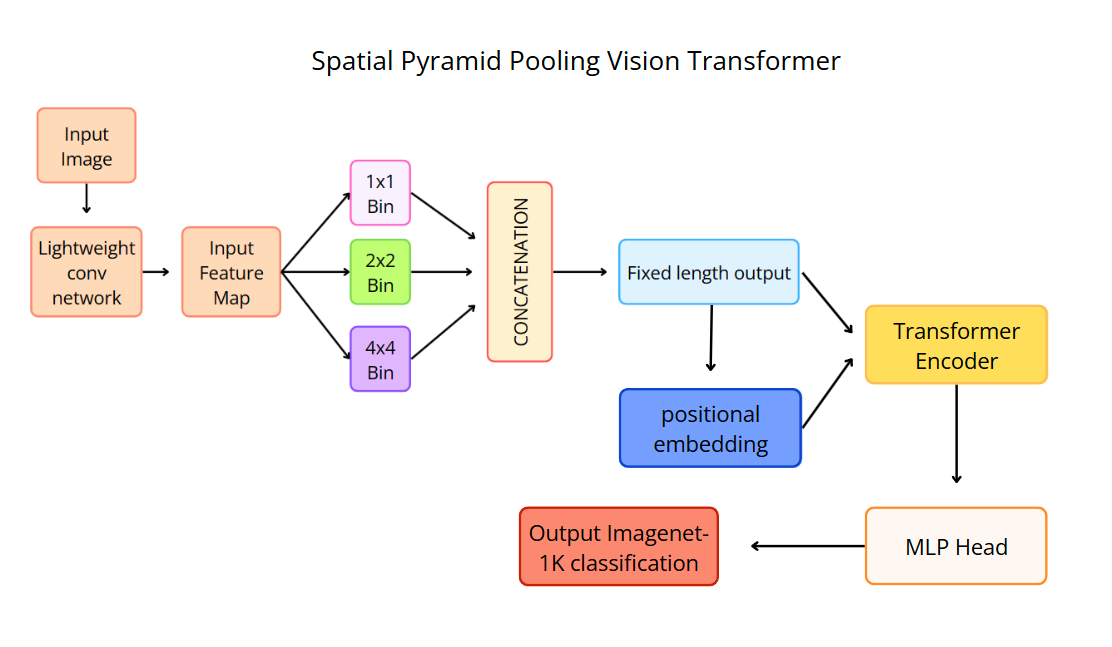 Spatial Pyramid Pooling Vision Transformer
Input
Image
Lightweight
conv
network
Input
Feature
Map
1x1
Bin
2x2
Bin
4x4
Bin
CONCATENATION
Fixed length output
positional
embedding
Transformer
Encoder
MLP Head
Output Imagenet-
1K classification